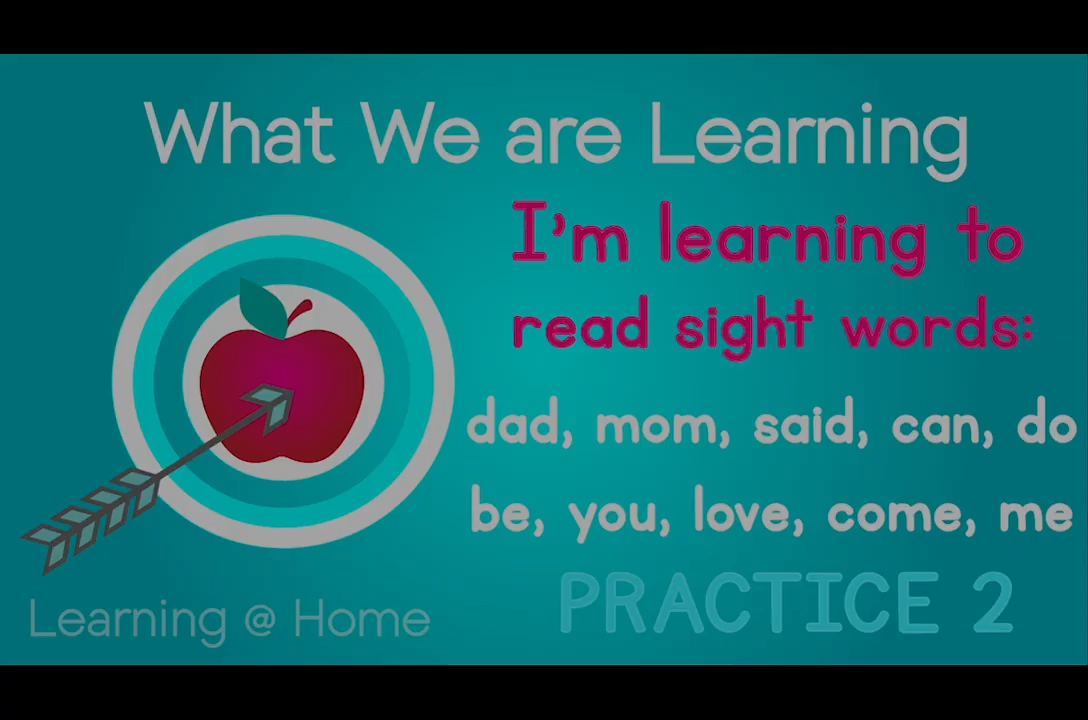 What We are Learning
I'm learning to
read sight words:
dad, mom, said, can, do
be, you, love, come, me
PRACTICE 2
Learning @ Home